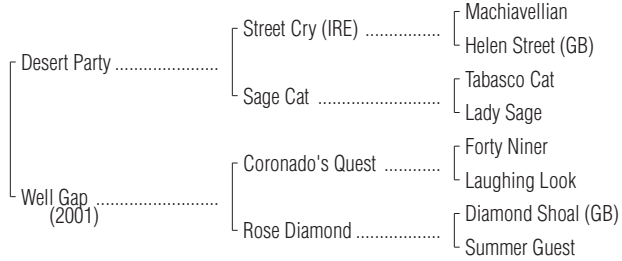 Machiavellian
Street Cry (IRE) ..................
Helen Street (GB)
Desert Party .........................
Tabasco Cat
Sage Cat .............................
Lady Sage
Forty Niner
Coronado's Quest .............
Laughing Look
Well Gap .............................
(2001)
Diamond Shoal (GB)
Rose Diamond ....................
Summer Guest